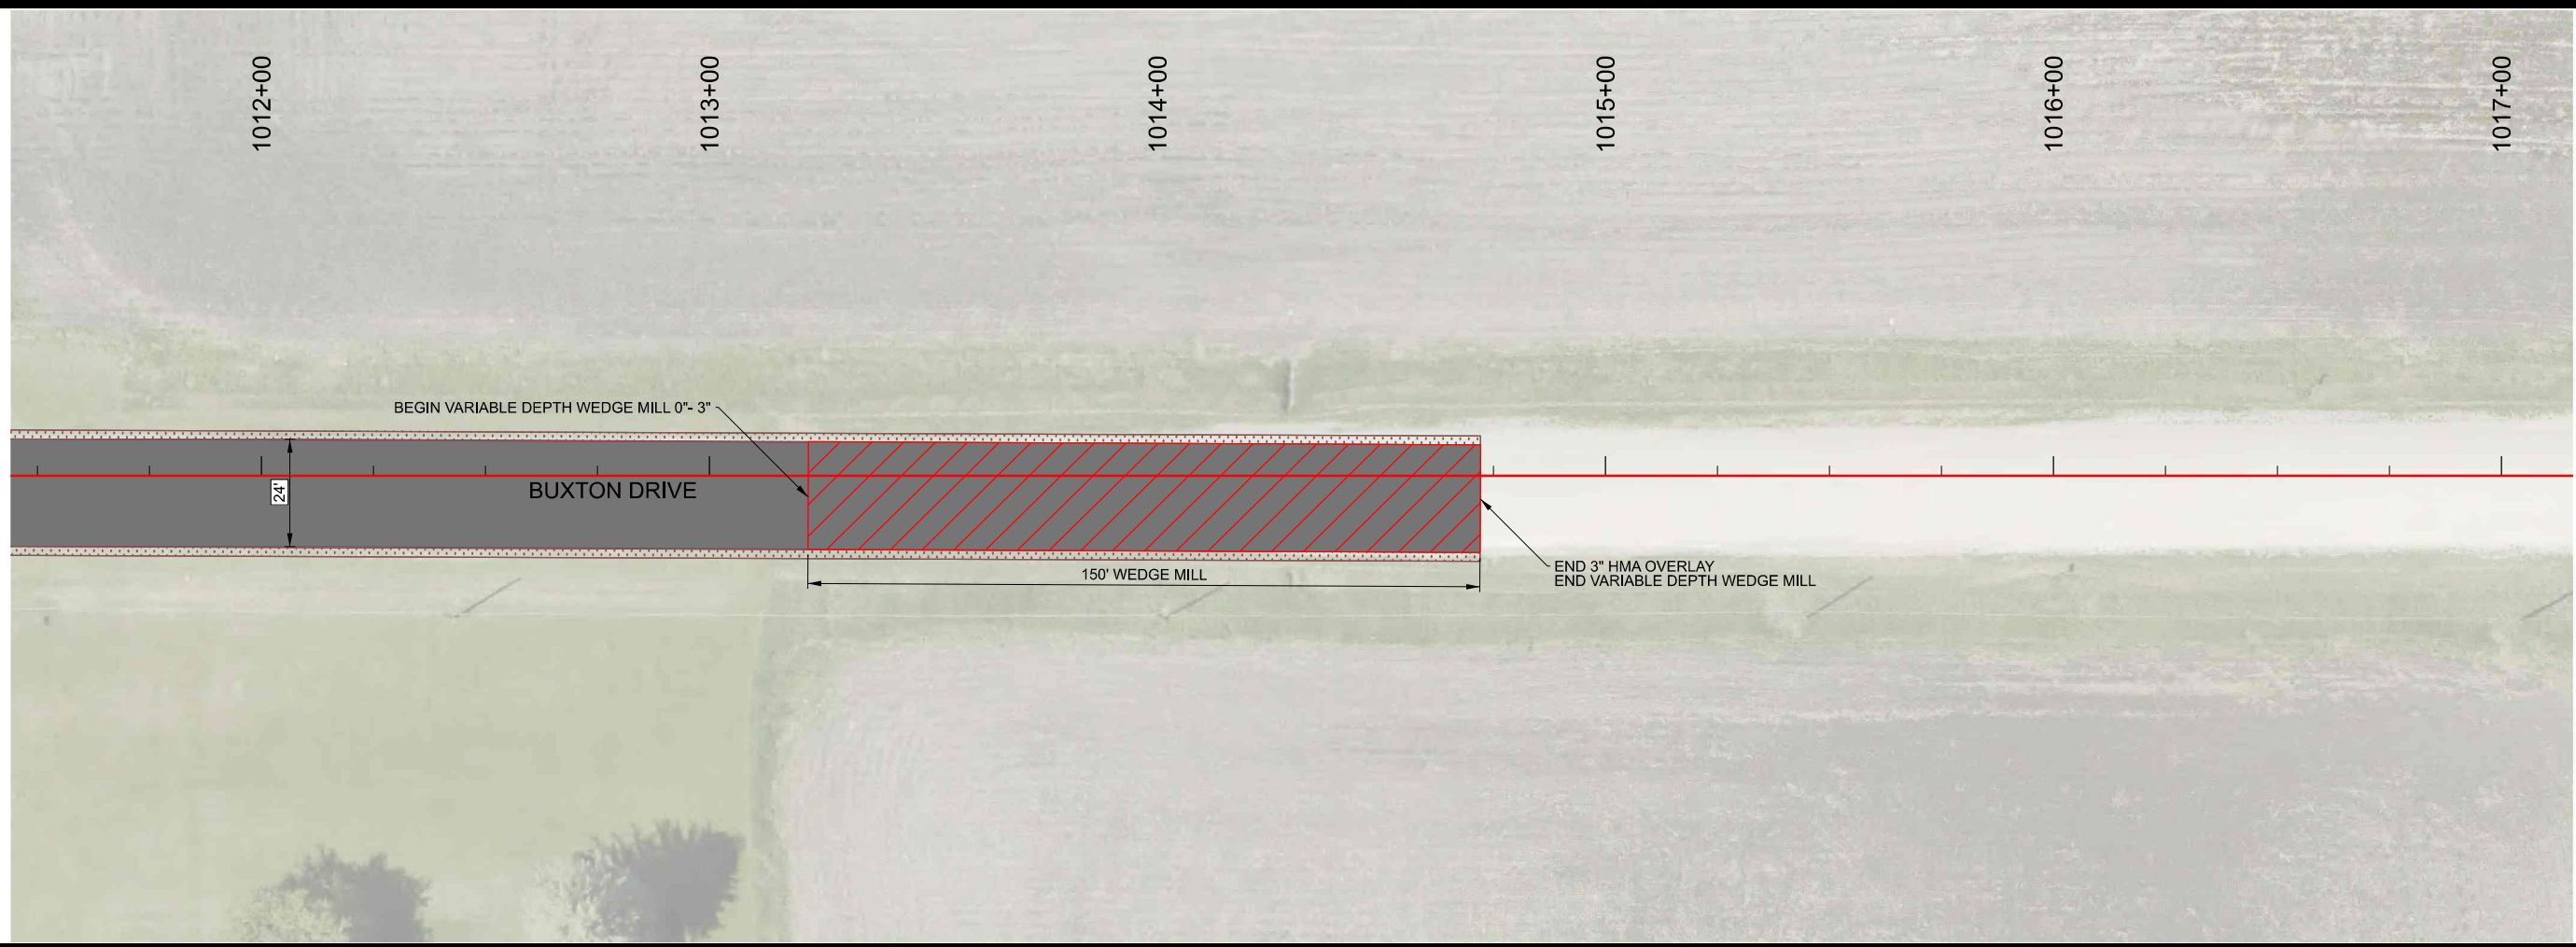 1012+00
1013+00
1014+00
1015+00
1016+00
1017+00
BEGIN VARIABLE DEPTH WEDGE MILL 0"- 3"
24'
BUXTON DRIVE
150' WEDGE MILL
END 3" HMA OVERLAY
END VARIABLE DEPTH WEDGE MILL